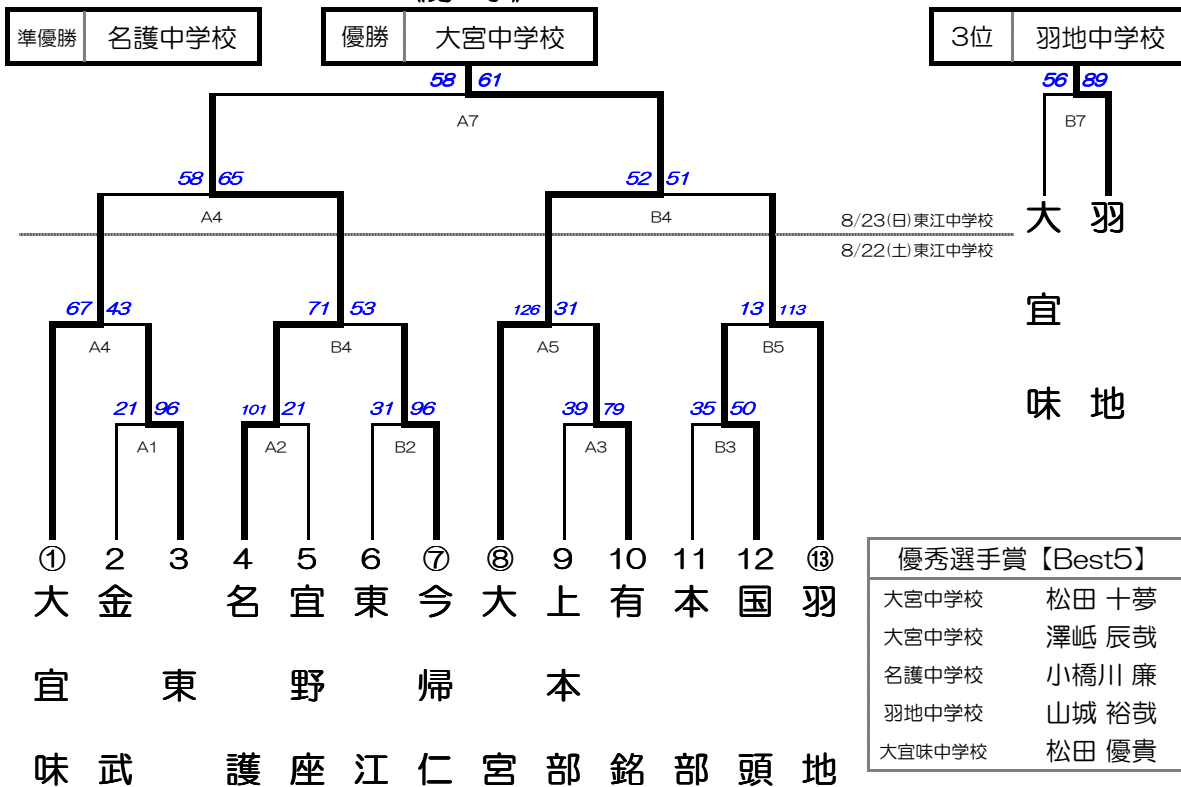 準優勝 名護中学校 優勝 大宮中学校 3位 羽地中学校
58 61 56 89
A7 B7
58 65 52 51
A4 B4
8/23(日)東江中学校
8/22(土)東江中学校
大宜味 羽地
67 43 71 53 126 31 13 113
A4 B4 A5 B5
21 96 101 21 31 96 39 79 35 50
A1 A2 B2 A3 B3
① 2 3 4 5 6 ⑦ ⑧ 9 10 11 12 ⑬
大宜味 金武 東 名護 宜野座 東江 今帰仁 大宮 上本部 有銘 本部 国頭 羽地
優秀選手賞【Best5】
大宮中学校 松田 十夢
大宮中学校 澤岻 辰哉
名護中学校 小橋川 廉
羽地中学校 山城 裕哉
大宜味中学校 松田 優貴